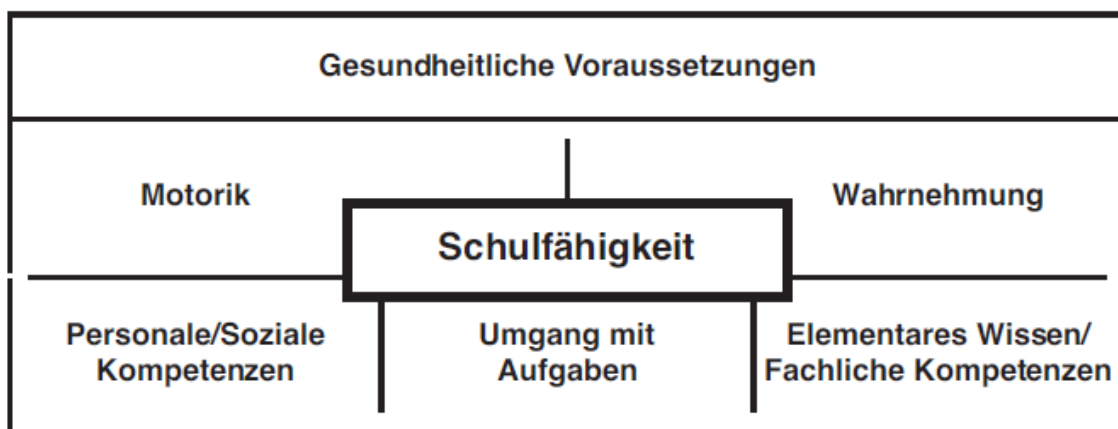 Gesundheitliche Voraussetzungen
Motorik
Wahrnehmung
Schulfähigkeit
Personale/Soziale
Kompetenzen
Umgang mit
Aufgaben
Elementares Wissen/
Fachliche Kompetenzen